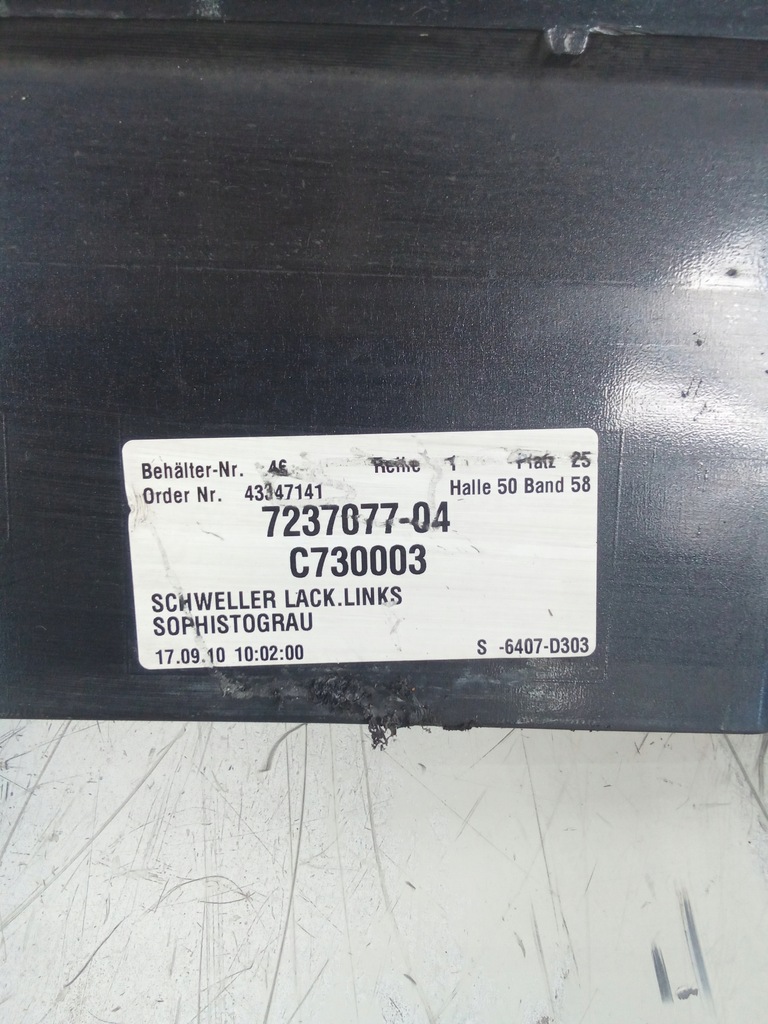 Behälter-Nr. 46 Reihe 1 Platz 25
Order Nr. 43347141 Halle 50 Band 58
7237077-04
C730003
SCHWELLER LACK.LINKS
SOPHISTOGRAU
17.09.10 10:02:00 S -6407-D303